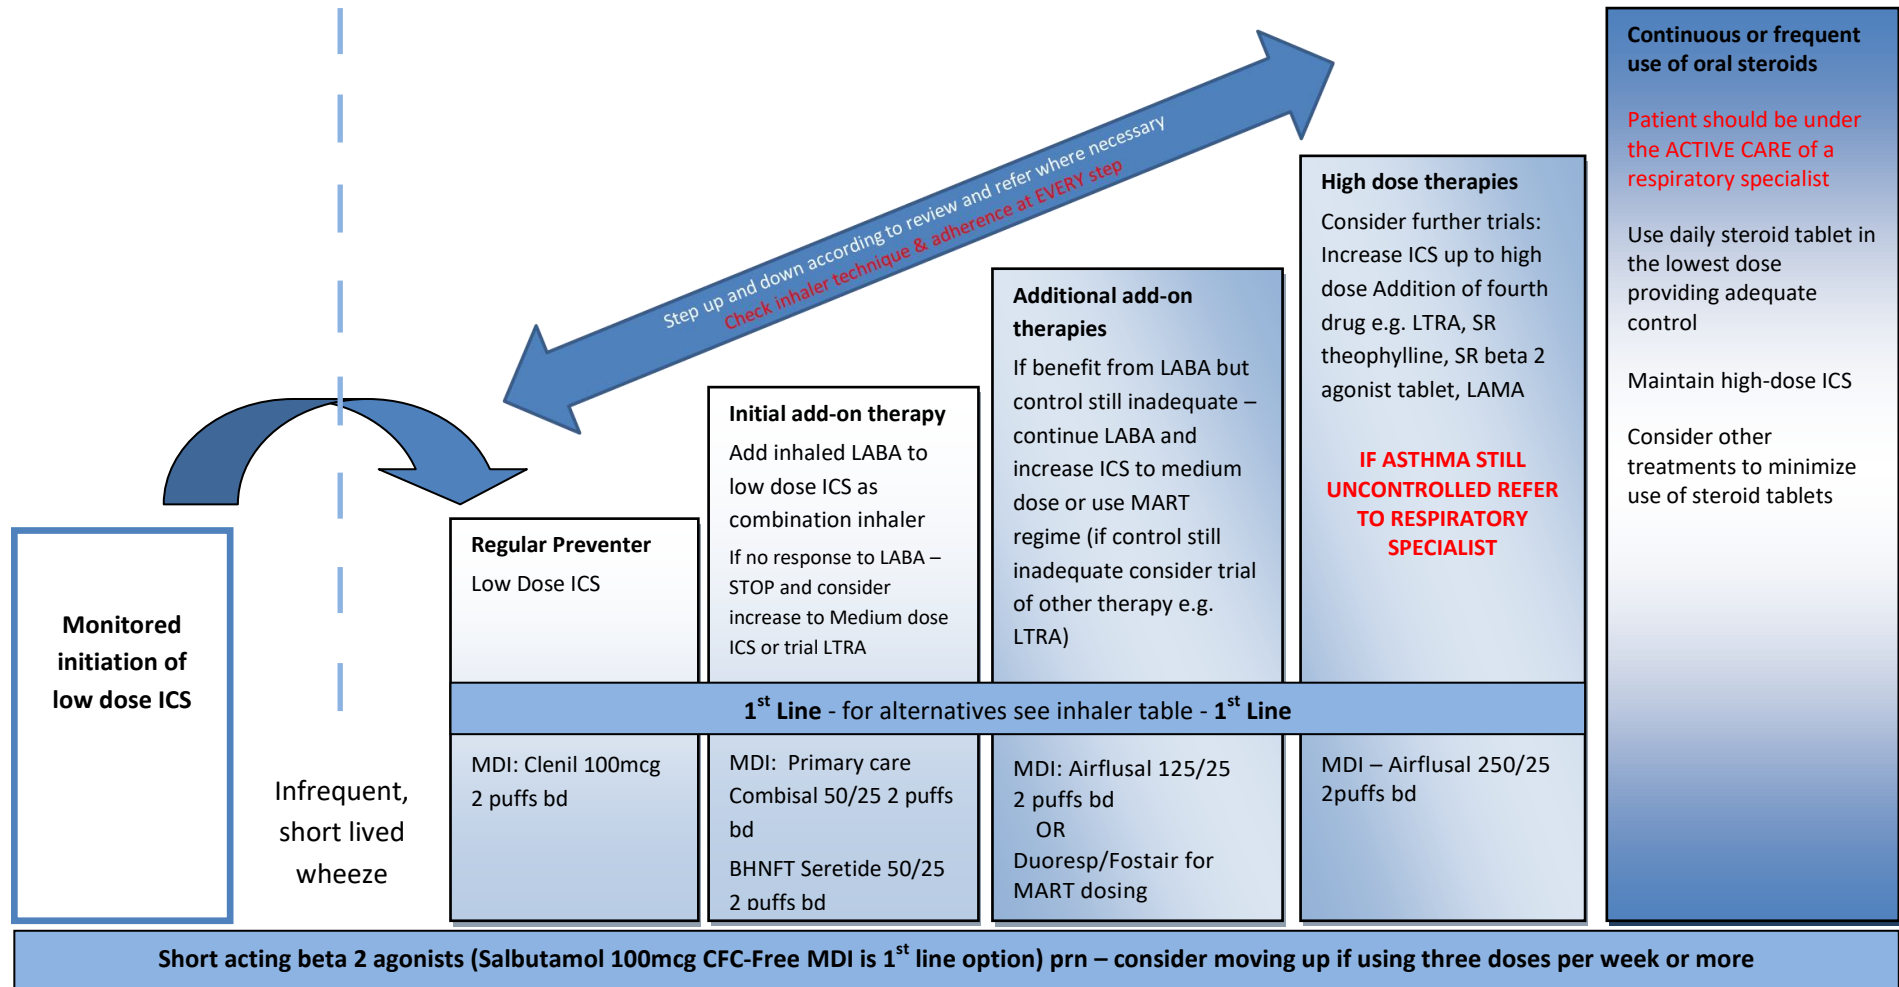 Monitored
initiation of
low dose ICS
Infrequent,
short lived
wheeze
Step up and down according to review and refer where necessary
Check inhaler technique & adherence at EVERY step
Regular Preventer
Low Dose ICS
Initial add-on therapy
Add inhaled LABA to
low dose ICS as
combination inhaler
If no response to LABA –
STOP and consider
increase to Medium dose
ICS or trial LTRA
Additional add-on
therapies
If benefit from LABA but
control still inadequate –
continue LABA and
increase ICS to medium
dose or use MART
regime (if control still
inadequate consider trial
of other therapy e.g.
LTRA)
High dose therapies
Consider further trials:
Increase ICS up to high
dose Addition of fourth
drug e.g. LTRA, SR
theophylline, SR beta 2
agonist tablet, LAMA
IF ASTHMA STILL
UNCONTROLLED REFER
TO RESPIRATORY
SPECIALIST
Continuous or frequent
use of oral steroids
Patient should be under
the ACTIVE CARE of a
respiratory specialist
Use daily steroid tablet in
the lowest dose
providing adequate
control
Maintain high-dose ICS
Consider other
treatments to minimize
use of steroid tablets
1st Line - for alternatives see inhaler table - 1st Line
MDI: Clenil 100mcg
2 puffs bd
MDI: Primary care
Combisal 50/25 2 puffs
bd
BHNFT Seretide 50/25
2 puffs bd
MDI: Airflusal 125/25
2 puffs bd
OR
Duoresp/Fostair for
MART dosing
MDI – Airflusal 250/25
2puffs bd
Short acting beta 2 agonists (Salbutamol 100mcg CFC-Free MDI is 1st line option) prn – consider moving up if using three doses per week or more